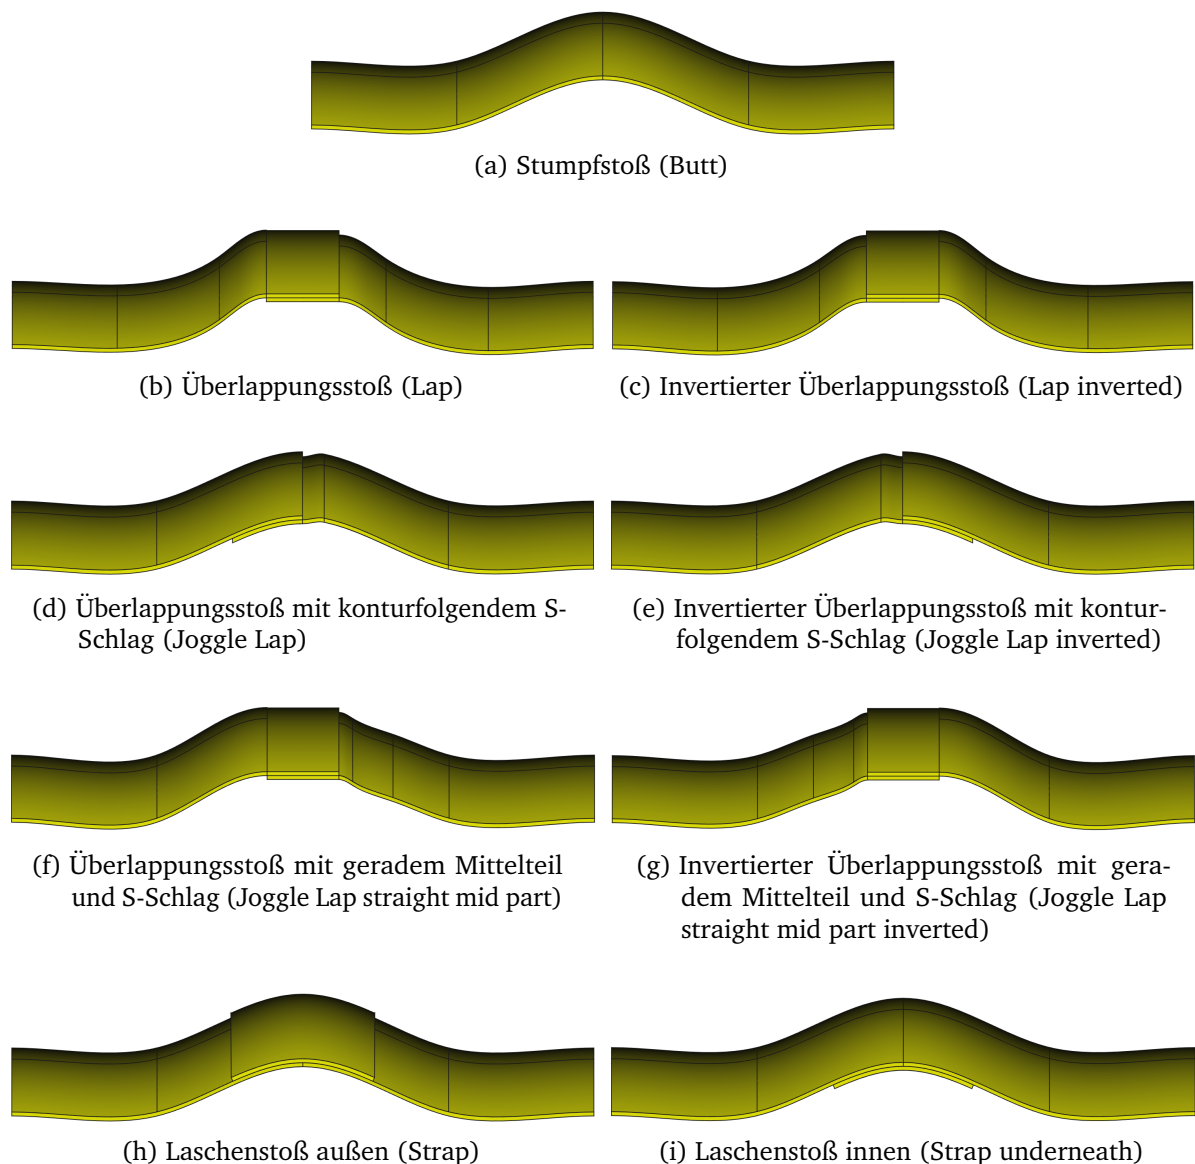 (a) Stumpfstoß (Butt)
(b) Überlappungsstoß (Lap)
(c) Invertierter Überlappungsstoß (Lap inverted)
(d) Überlappungsstoß mit konturfolgendem S-
Schlag (Joggle Lap)
(e) Invertierter Überlappungsstoß mit kontur-
folgendem S-Schlag (Joggle Lap inverted)
(f) Überlappungsstoß mit geradem Mittelteil
und S-Schlag (Joggle Lap straight mid part)
(g) Invertierter Überlappungsstoß mit gera-
dem Mittelteil und S-Schlag (Joggle Lap
straight mid part inverted)
(h) Laschenstoß außen (Strap)
(i) Laschenstoß innen (Strap underneath)